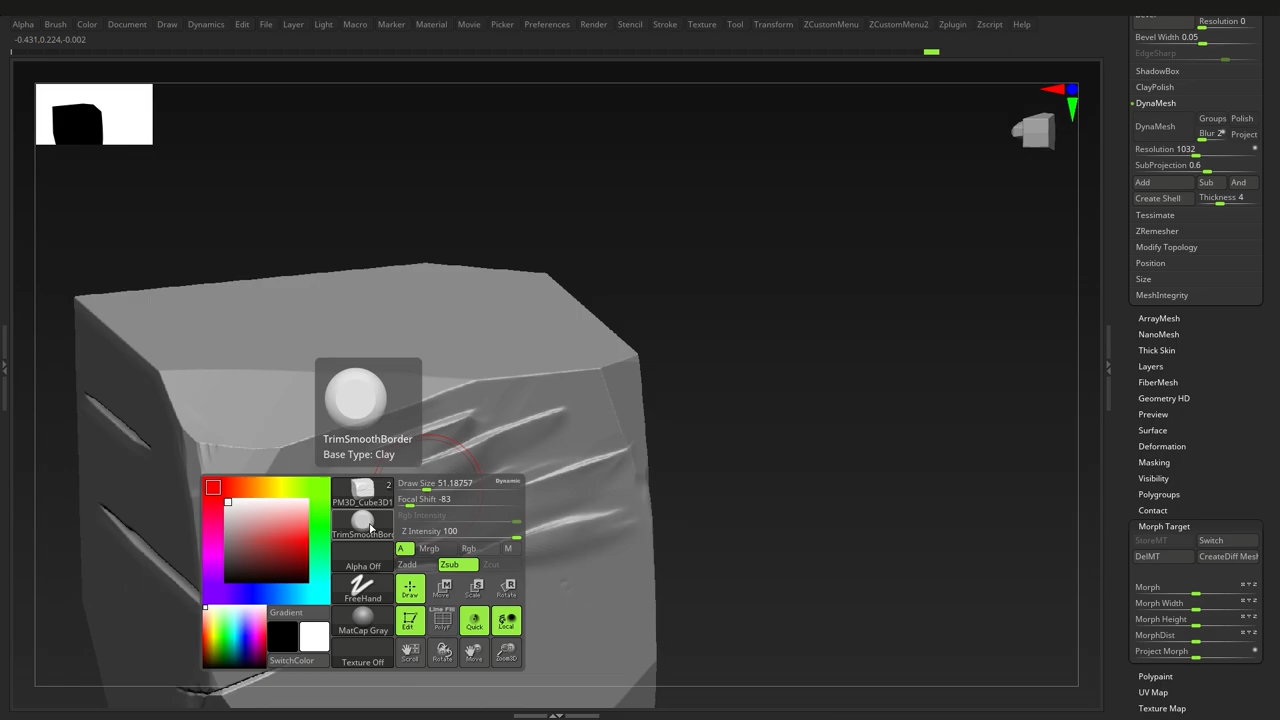 Alpha Brush Color Document Draw Dynamics Edit File Layer Light Macro Marker Material Movie Picker Preferences Render Stencil Stroke Texture Tool Transform ZCustomMenu ZCustomMenu2 Zplugin Zscript Help
-0.431,0.224,-0.002
Resolution 0
Bevel Width 0.05
EdgeSharp
ShadowBox
ClayPolish
DynaMesh
Groups Polish
DynaMesh
Blur 2 Project
Resolution 1032
SubProjection 0.6
Add Sub And
Create Shell Thickness 4
Tessimate
ZRemesher
Modify Topology
Position
Size
MeshIntegrity
ArrayMesh
NanoMesh
Thick Skin
Layers
FiberMesh
Geometry HD
Preview
Surface
Deformation
Masking
Visibility
Polygroups
Contact
Morph Target
StoreMT Switch
DelMT CreateDiff Mesh
Morph
Morph Width
Morph Height
MorphDist
Project Morph
Polypaint
UV Map
Texture Map
TrimSmoothBorder
Base Type: Clay
2
PM3D_Cube3D1
TrimSmoothBord
Alpha Off
FreeHand
MatCap Gray
Texture Off
Gradient
SwitchColor
Draw Size 51.18757 Dynamic
Focal Shift -83
Rgb Intensity
Z Intensity 100
A Mrgb Rgb M
Zadd Zsub Zcut
Draw Move Scale Rotate
Line Fill
Edit PolyF Quick Local
Scroll Rotate Move Zoom3D